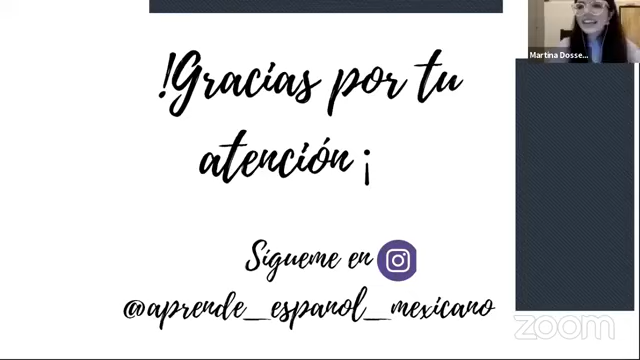 Martina Dosse...
!Gracias por tu
atención ¡
Sígueme en
@aprende_espanol_mexicano
zoom